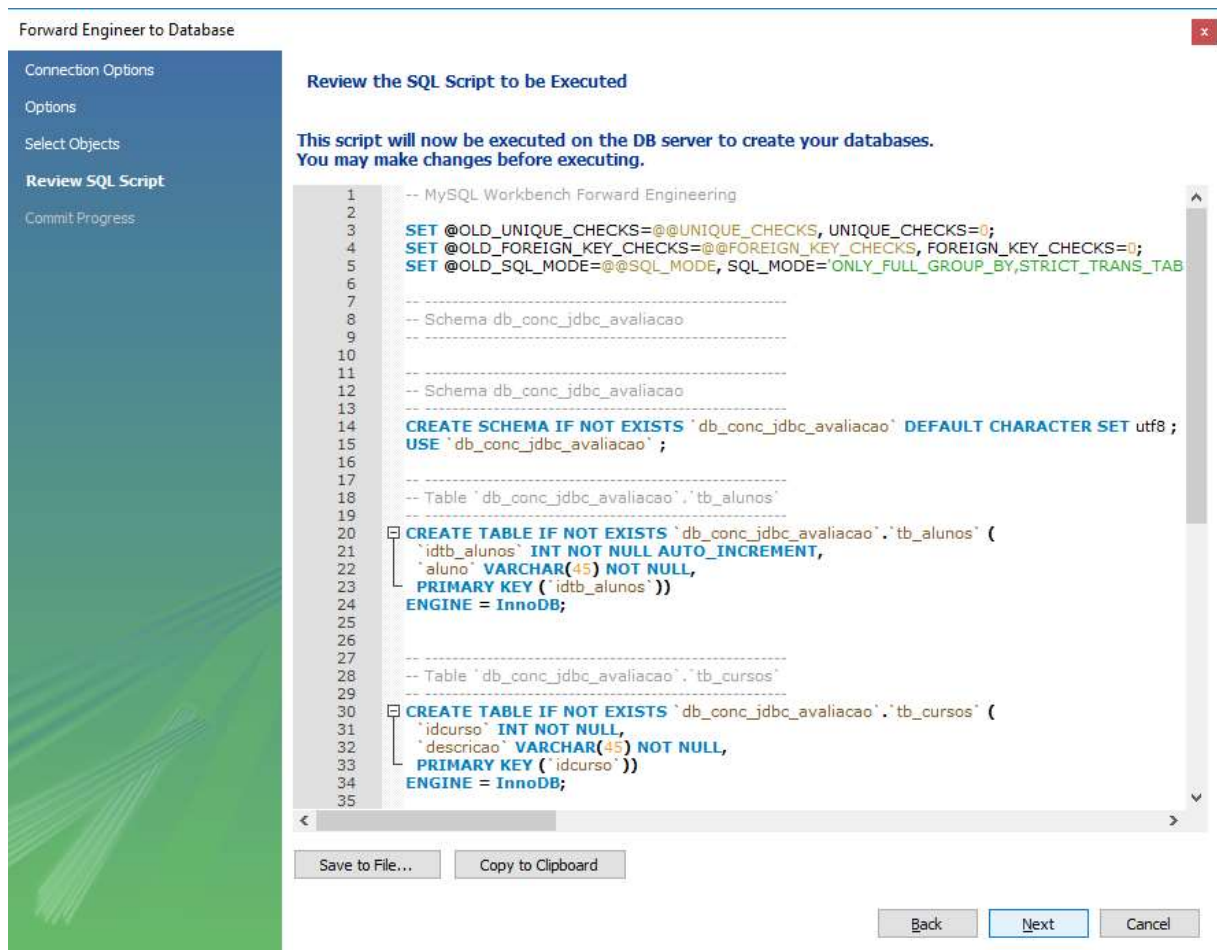 Forward Engineer to Database
x
Connection Options
Options
Select Objects
Review SQL Script
Commit Progress
Review the SQL Script to be Executed
This script will now be executed on the DB server to create your databases.
You may make changes before executing.
1 -- MySQL Workbench Forward Engineering
2
3 SET @OLD_UNIQUE_CHECKS=@@UNIQUE_CHECKS, UNIQUE_CHECKS=0;
4 SET @OLD_FOREIGN_KEY_CHECKS=@@FOREIGN_KEY_CHECKS, FOREIGN_KEY_CHECKS=0;
5 SET @OLD_SQL_MODE=@@SQL_MODE, SQL_MODE='ONLY_FULL_GROUP_BY,STRICT_TRANS_TAB
6
7 -- -----------------------------------------------------
8 -- Schema db_conc_jdbc_avaliacao
9 -- -----------------------------------------------------
10
11 -- -----------------------------------------------------
12 -- Schema db_conc_jdbc_avaliacao
13 -- -----------------------------------------------------
14 CREATE SCHEMA IF NOT EXISTS `db_conc_jdbc_avaliacao` DEFAULT CHARACTER SET utf8 ;
15 USE `db_conc_jdbc_avaliacao` ;
16
17 -- -----------------------------------------------------
18 -- Table `db_conc_jdbc_avaliacao`.`tb_alunos`
19 -- -----------------------------------------------------
20 CREATE TABLE IF NOT EXISTS `db_conc_jdbc_avaliacao`.`tb_alunos` (
21 `idtb_alunos` INT NOT NULL AUTO_INCREMENT,
22 `aluno` VARCHAR(45) NOT NULL,
23 PRIMARY KEY (`idtb_alunos`))
24 ENGINE = InnoDB;
25
26
27 -- -----------------------------------------------------
28 -- Table `db_conc_jdbc_avaliacao`.`tb_cursos`
29 -- -----------------------------------------------------
30 CREATE TABLE IF NOT EXISTS `db_conc_jdbc_avaliacao`.`tb_cursos` (
31 `idcurso` INT NOT NULL,
32 `descricao` VARCHAR(45) NOT NULL,
33 PRIMARY KEY (`idcurso`))
34 ENGINE = InnoDB;
35
Save to File... Copy to Clipboard
Back Next Cancel